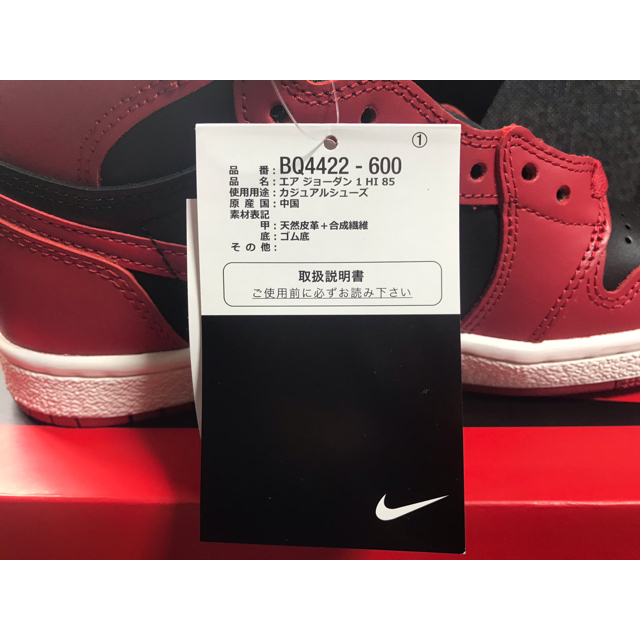 ①
品　番：BQ4422 - 600
品　名：エア ジョーダン 1 HI 85
使用用途：カジュアルシューズ
原 産 国：中国
素材表記
甲：天然皮革＋合成繊維
底：ゴム底
そ の 他：
取扱説明書
ご使用前に必ずお読み下さい